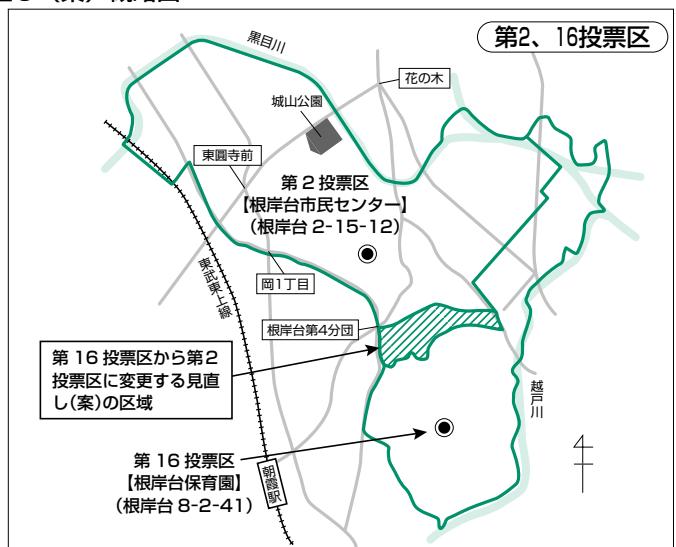 第2、16投票区
黒目川
花の木
城山公園
東圓寺前
第2投票区
【根岸台市民センター】
(根岸台 2-15-12)
東武東上線
岡1丁目
根岸台第4分団
第 16 投票区から第2
投票区に変更する見直
し(案)の区域
越戸川
第 16 投票区
【根岸台保育園】
(根岸台 8-2-41)
朝霞駅